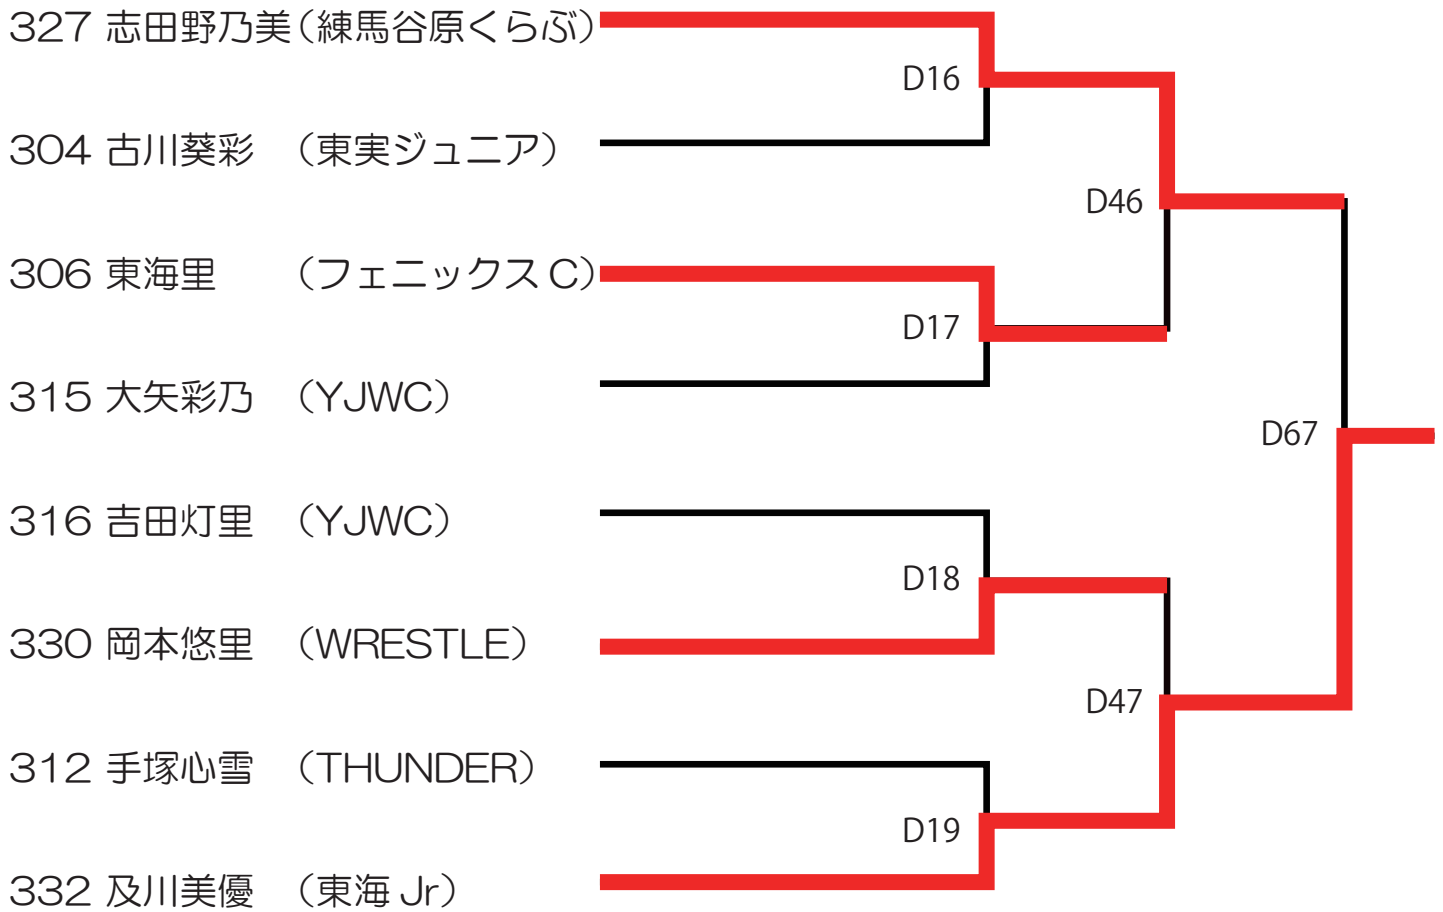 327 志田野乃美(練馬谷原くらぶ)
D16
304 古川葵彩 (東実ジュニア)
D46
306 東海里 (フェニックスC)
D17
315 大矢彩乃 (YJWC)
D67
316 吉田灯里 (YJWC)
D18
330 岡本悠里 (WRESTLE)
D47
312 手塚心雪 (THUNDER)
D19
332 及川美優 (東海Jr)